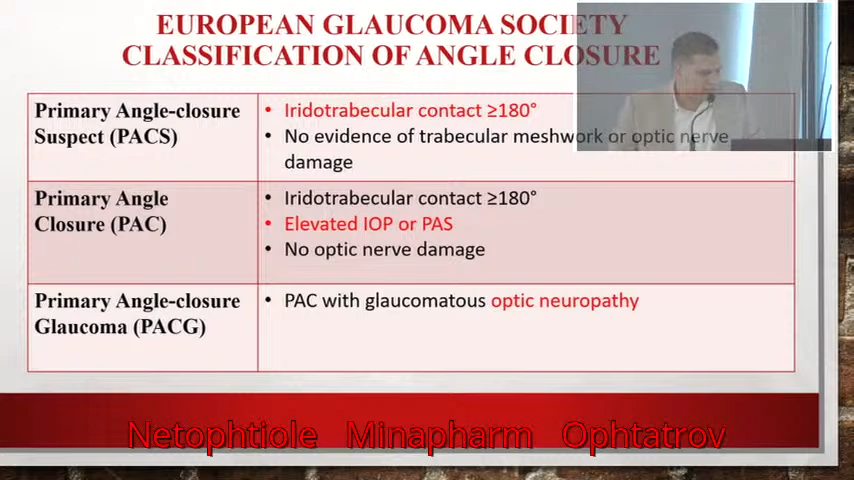 EUROPEAN GLAUCOMA SOCIETY
CLASSIFICATION OF ANGLE CLOSURE
Primary Angle-closure
Suspect (PACS)
• Iridotrabecular contact ≥180°
• No evidence of trabecular meshwork or optic nerve
damage
Primary Angle
Closure (PAC)
• Iridotrabecular contact ≥180°
• Elevated IOP or PAS
• No optic nerve damage
Primary Angle-closure
Glaucoma (PACG)
• PAC with glaucomatous optic neuropathy
Netophtiole Minapharm Ophtatrov